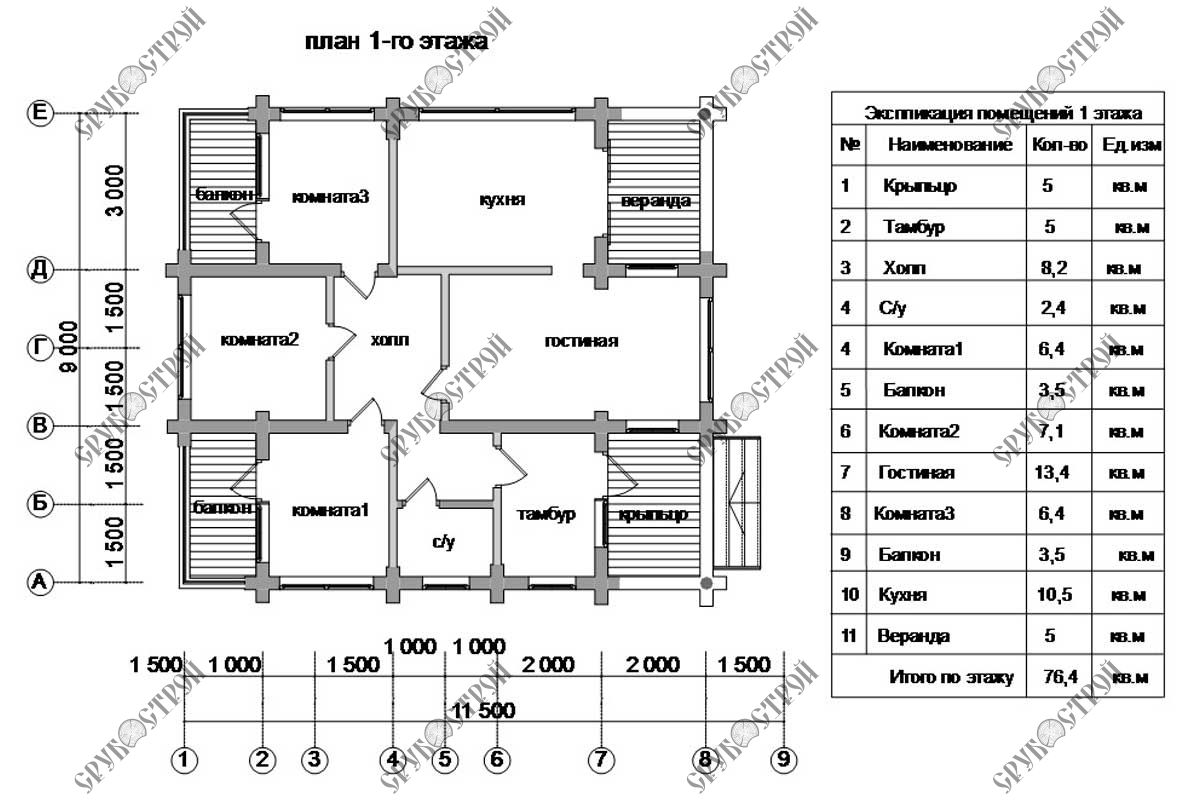 план 1-го этажа
Е
Д
Г
В
Б
А
3 000
1 500
1 500
1 500
1 500
9 000
балкон
комната3
кухня
веранда
комната2
холл
гостиная
балкон
комната1
с/у
тамбур
крыльцо
1 000 1 000
1 500 1 000 1 500 2 000 2 000 1 500
11 500
1 2 3 4 5 6 7 8 9
Экспликация помещений 1 этажа
№ Наименование Кол-во Ед.изм
1 Крыльцо 5 кв.м
2 Тамбур 5 кв.м
3 Холл 8,2 кв.м
4 С/у 2,4 кв.м
4 Комната1 6,4 кв.м
5 Балкон 3,5 кв.м
6 Комната2 7,1 кв.м
7 Гостиная 13,4 кв.м
8 Комната3 6,4 кв.м
9 Балкон 3,5 кв.м
10 Кухня 10,5 кв.м
11 Веранда 5 кв.м
Итого по этажу 76,4 кв.м